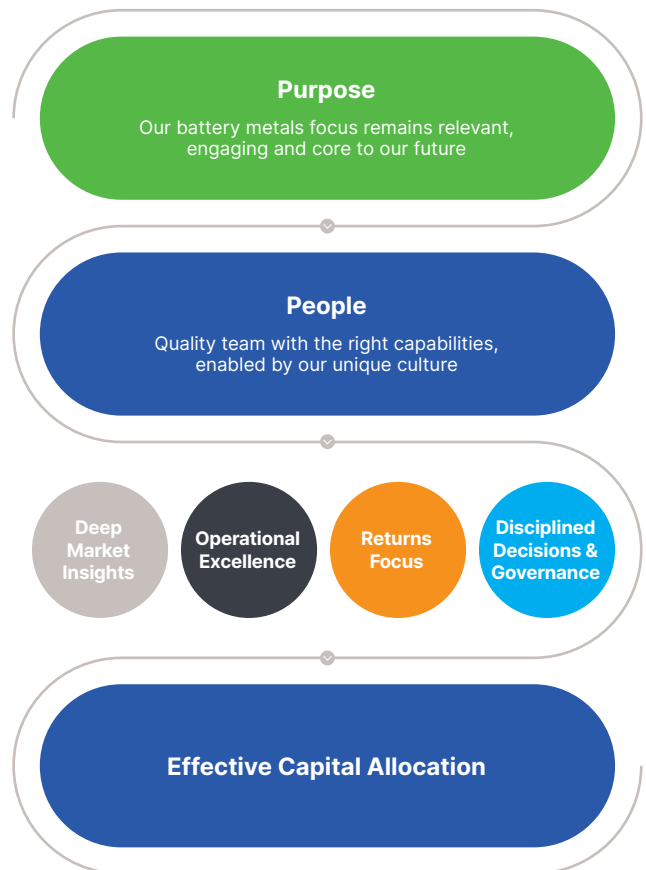 Purpose
Our battery metals focus remains relevant,
engaging and core to our future
People
Quality team with the right capabilities,
enabled by our unique culture
Deep
Market
Insights
Operational
Excellence
Returns
Focus
Disciplined
Decisions &
Governance
Effective Capital Allocation